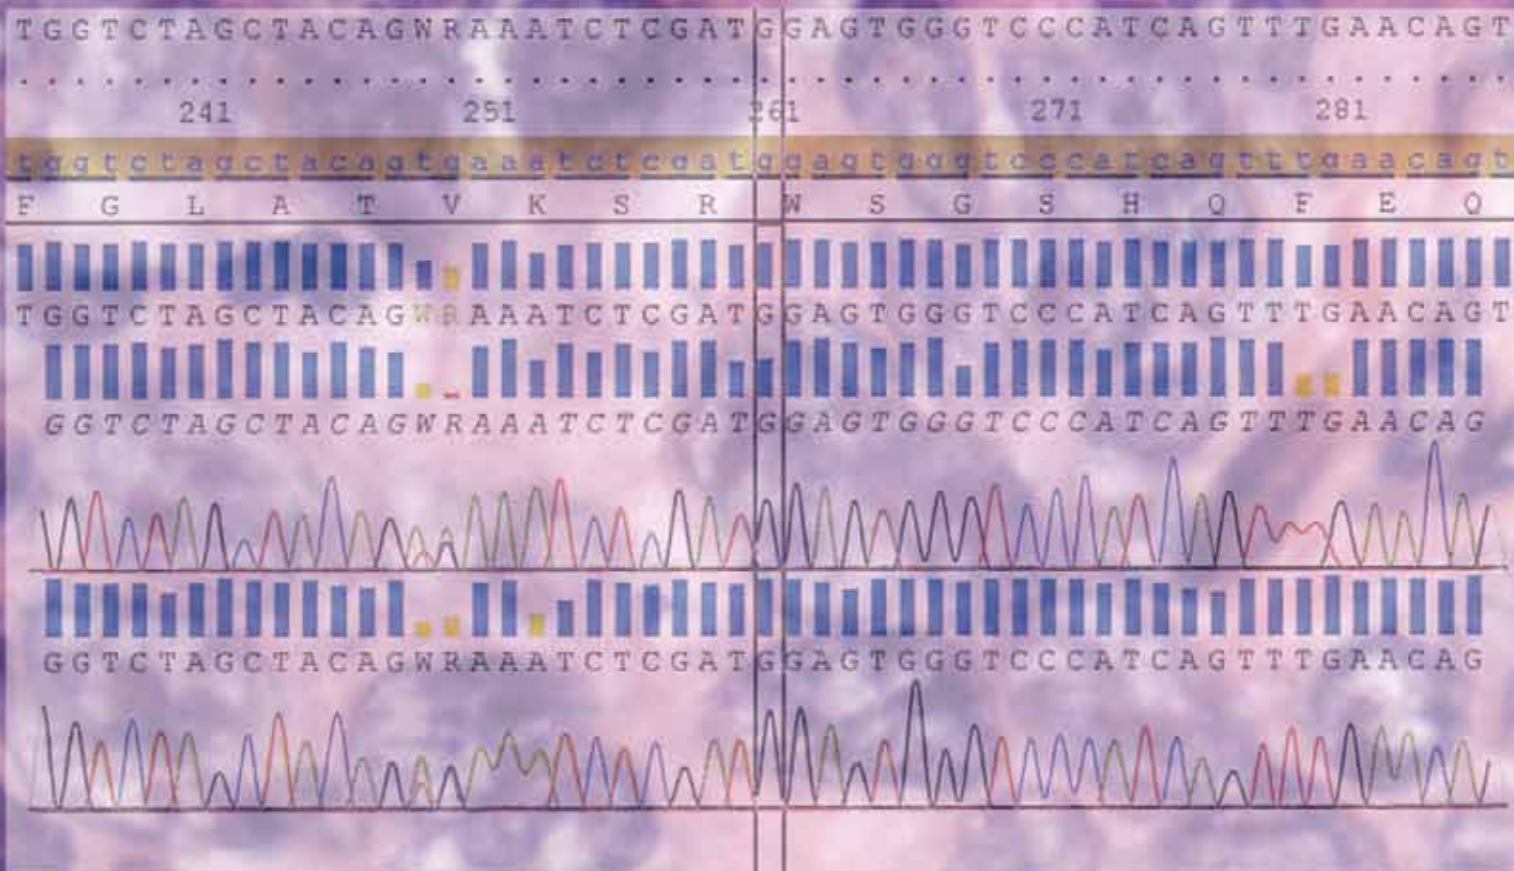 TGGTCTAGCTACAGWRAAATCTCGATGGAGTGGGTCCCATCAGTTTGAACAGT
241 251 261 271 281
tggtctagctacagtgaaatctcgatggagtgggtcccatcagtttgaacagt
F G L A T V K S R W S G S H Q F E Q
TGGTCTAGCTACAGWRAAATCTCGATGGAGTGGGTCCCATCAGTTTGAACAGT
GGTCTAGCTACAGWRAAATCTCGATGGAGTGGGTCCCATCAGTTTGAACAG
GGTCTAGCTACAGWRAAATCTCGATGGAGTGGGTCCCATCAGTTTGAACAG